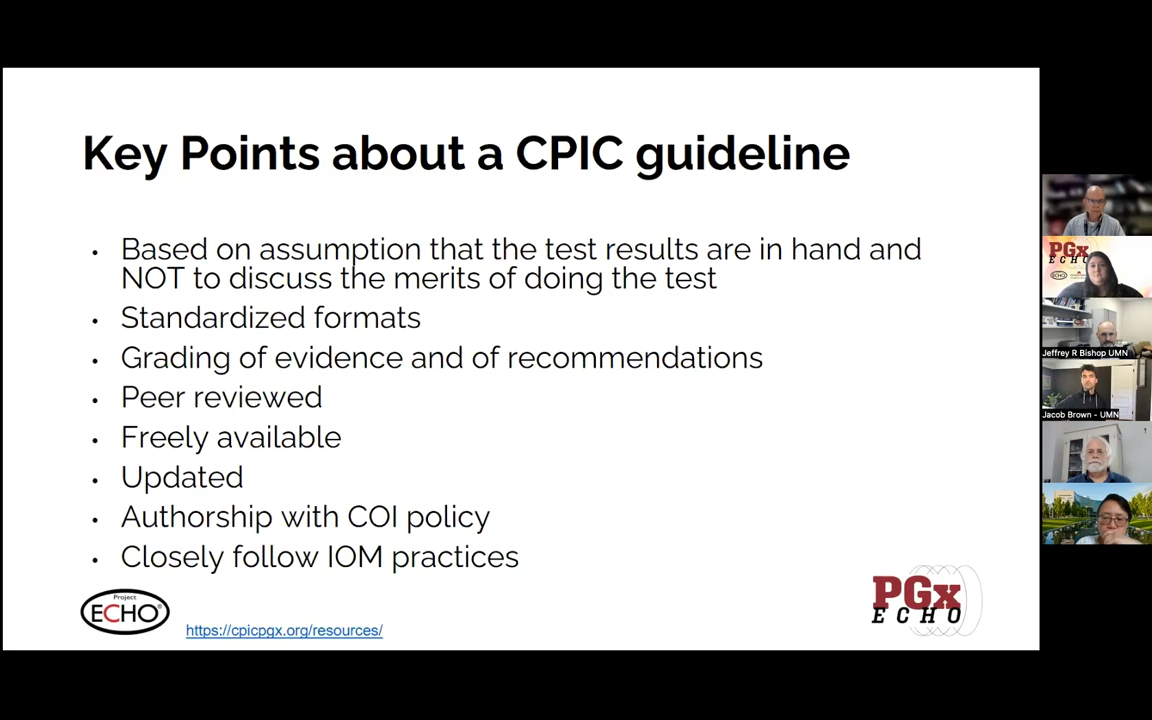 Key Points about a CPIC guideline
• Based on assumption that the test results are in hand and
NOT to discuss the merits of doing the test
• Standardized formats
• Grading of evidence and of recommendations
• Peer reviewed
• Freely available
• Updated
• Authorship with COI policy
• Closely follow IOM practices
Project
ECHO®
https://cpicpgx.org/resources/
PGx
ECHO
PGx
ECHO
ECHO
Jeffrey R Bishop UMN
Jacob Brown - UMN